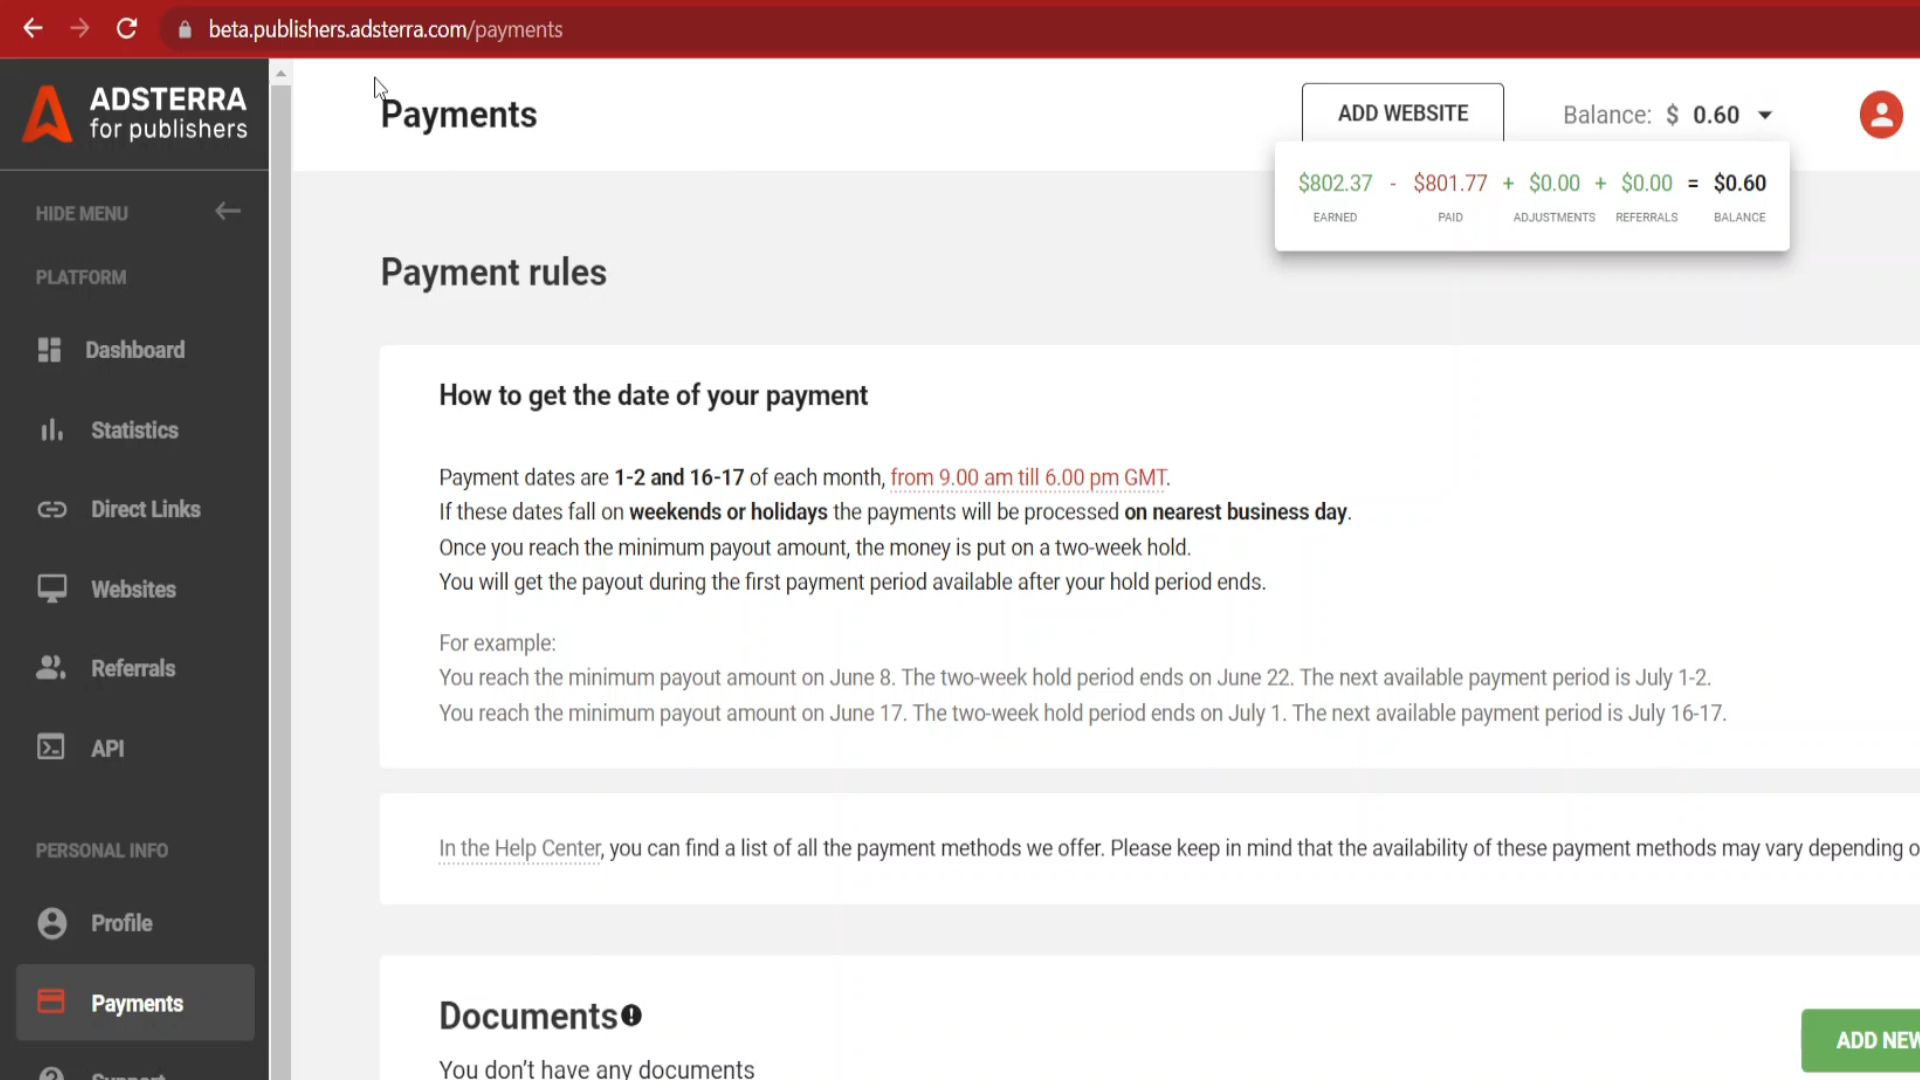 beta.publishers.adsterra.com/payments
ADSTERRA
for publishers
HIDE MENU
PLATFORM
Dashboard
Statistics
Direct Links
Websites
Referrals
API
PERSONAL INFO
Profile
Payments
Support
Payments
ADD WEBSITE
Balance: $ 0.60
$802.37 - $801.77 + $0.00 + $0.00 = $0.60
EARNED PAID ADJUSTMENTS REFERRALS BALANCE
Payment rules
How to get the date of your payment
Payment dates are 1-2 and 16-17 of each month, from 9.00 am till 6.00 pm GMT.
If these dates fall on weekends or holidays the payments will be processed on nearest business day.
Once you reach the minimum payout amount, the money is put on a two-week hold.
You will get the payout during the first payment period available after your hold period ends.
For example:
You reach the minimum payout amount on June 8. The two-week hold period ends on June 22. The next available payment period is July 1-2.
You reach the minimum payout amount on June 17. The two-week hold period ends on July 1. The next available payment period is July 16-17.
In the Help Center, you can find a list of all the payment methods we offer. Please keep in mind that the availability of these payment methods may vary depending o
Documents
You don't have any documents
ADD NEW